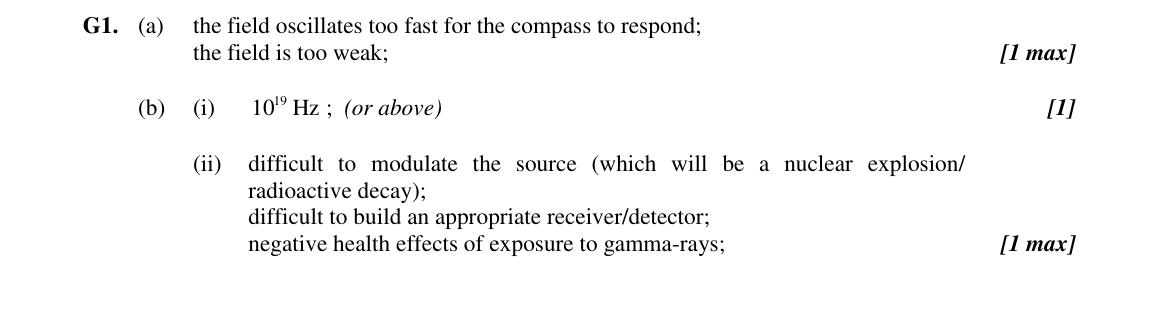 G1. (a) the field oscillates too fast for the compass to respond;
the field is too weak; [1 max]
(b) (i) 10¹⁹ Hz ; (or above) [1]
(ii) difficult to modulate the source (which will be a nuclear explosion/
radioactive decay);
difficult to build an appropriate receiver/detector;
negative health effects of exposure to gamma-rays; [1 max]